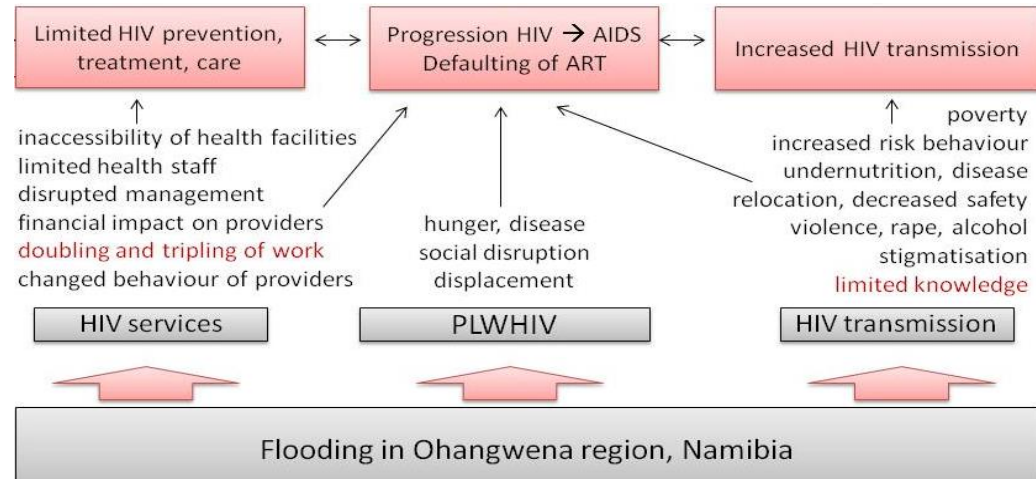 Limited HIV prevention,
treatment, care
Progression HIV → AIDS
Defaulting of ART
Increased HIV transmission
inaccessibility of health facilities
limited health staff
disrupted management
financial impact on providers
doubling and tripling of work
changed behaviour of providers
hunger, disease
social disruption
displacement
poverty
increased risk behaviour
undernutrition, disease
relocation, decreased safety
violence, rape, alcohol
stigmatisation
limited knowledge
HIV services
PLWHIV
HIV transmission
Flooding in Ohangwena region, Namibia